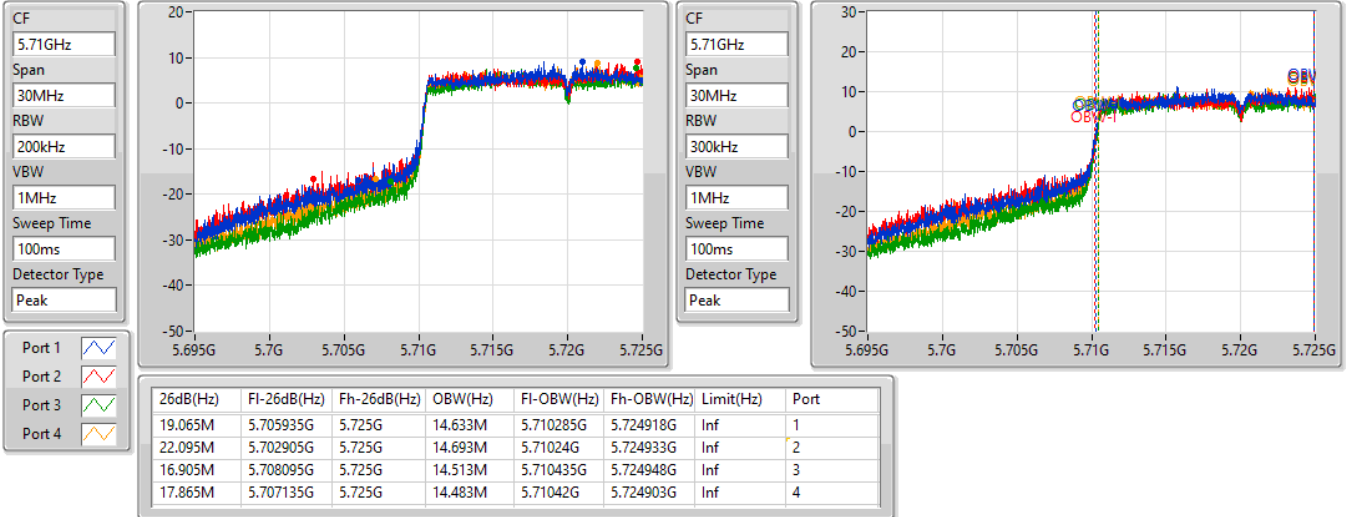 CF
5.71GHz
Span
30MHz
RBW
200kHz
VBW
1MHz
Sweep Time
100ms
Detector Type
Peak
20
10
0
-10
-20
-30
-40
-50
5.695G 5.7G 5.705G 5.71G 5.715G 5.72G 5.725G
CF
5.71GHz
Span
30MHz
RBW
300kHz
VBW
1MHz
Sweep Time
100ms
Detector Type
Peak
30
20
10
0
-10
-20
-30
-40
-50
5.695G 5.7G 5.705G 5.71G 5.715G 5.72G 5.725G
Port 1
Port 2
Port 3
Port 4
26dB(Hz) Fl-26dB(Hz) Fh-26dB(Hz) OBW(Hz) Fl-OBW(Hz) Fh-OBW(Hz) Limit(Hz) Port
19.065M 5.705935G 5.725G 14.633M 5.710285G 5.724918G Inf 1
22.095M 5.702905G 5.725G 14.693M 5.71024G 5.724933G Inf 2
16.905M 5.708095G 5.725G 14.513M 5.710435G 5.724948G Inf 3
17.865M 5.707135G 5.725G 14.483M 5.71042G 5.724903G Inf 4